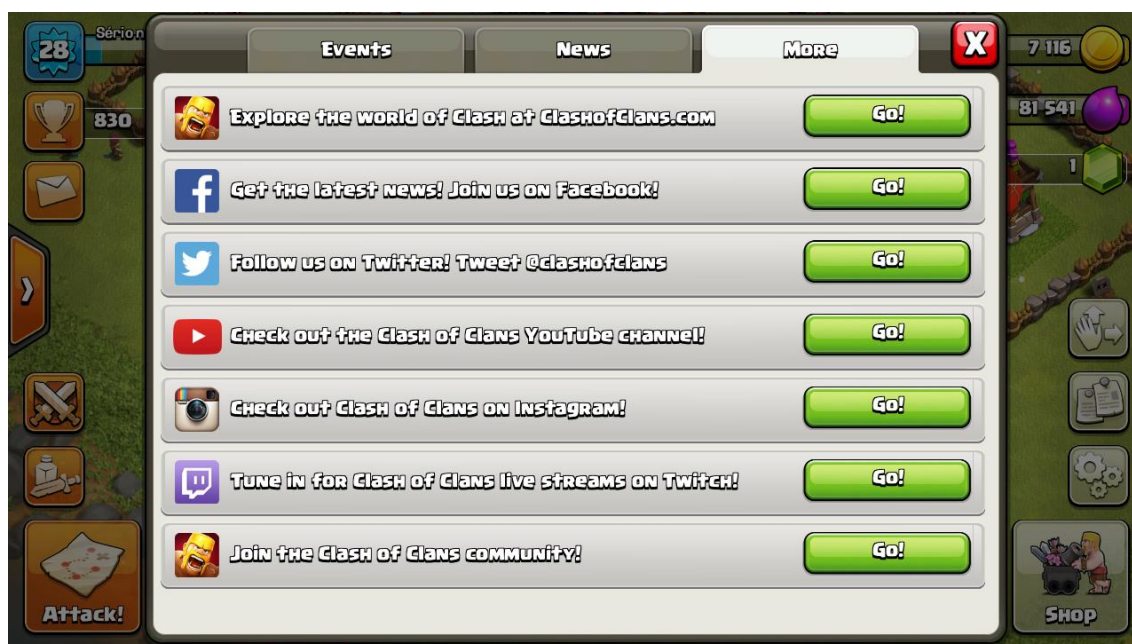 28
Sério
830
Attack!
Events
News
More
X
Explore the world of Clash at ClashofClans.com
Go!
Get the latest news! Join us on Facebook!
Go!
Follow us on Twitter! Tweet @clashofclans
Go!
Check out the Clash of Clans YouTube channel!
Go!
Check out Clash of Clans on Instagram!
Go!
Tune in for Clash of Clans live streams on Twitch!
Go!
Join the Clash of Clans community!
Go!
7 116
81 541
1
Shop